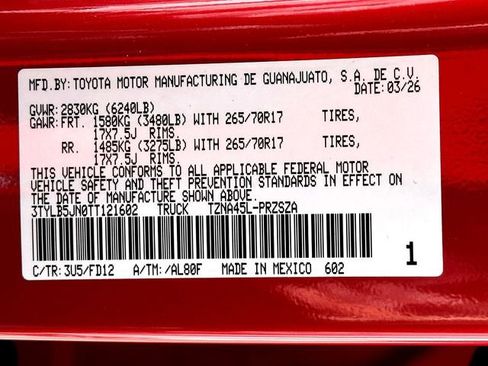 MFD.BY: TOYOTA MOTOR MANUFACTURING DE GUANAJUATO, S.A. DE C.V.
DATE: 03/26
GVWR: 2830KG (6240LB)
GAWR: FRT. 1580KG (3480LB) WITH 265/70R17 TIRES,
17X7.5J RIMS.
RR. 1485KG (3275LB) WITH 265/70R17 TIRES,
17X7.5J RIMS.
THIS VEHICLE CONFORMS TO ALL APPLICABLE FEDERAL MOTOR
VEHICLE SAFETY AND THEFT PREVENTION STANDARDS IN EFFECT ON
THE DATE OF MANUFACTURE SHOWN ABOVE.
3TYLB5JN0TT121602 TRUCK TZNA45L-PRZSZA
C/TR: 3U5/FD12 A/TM: /AL80F MADE IN MEXICO 602 1